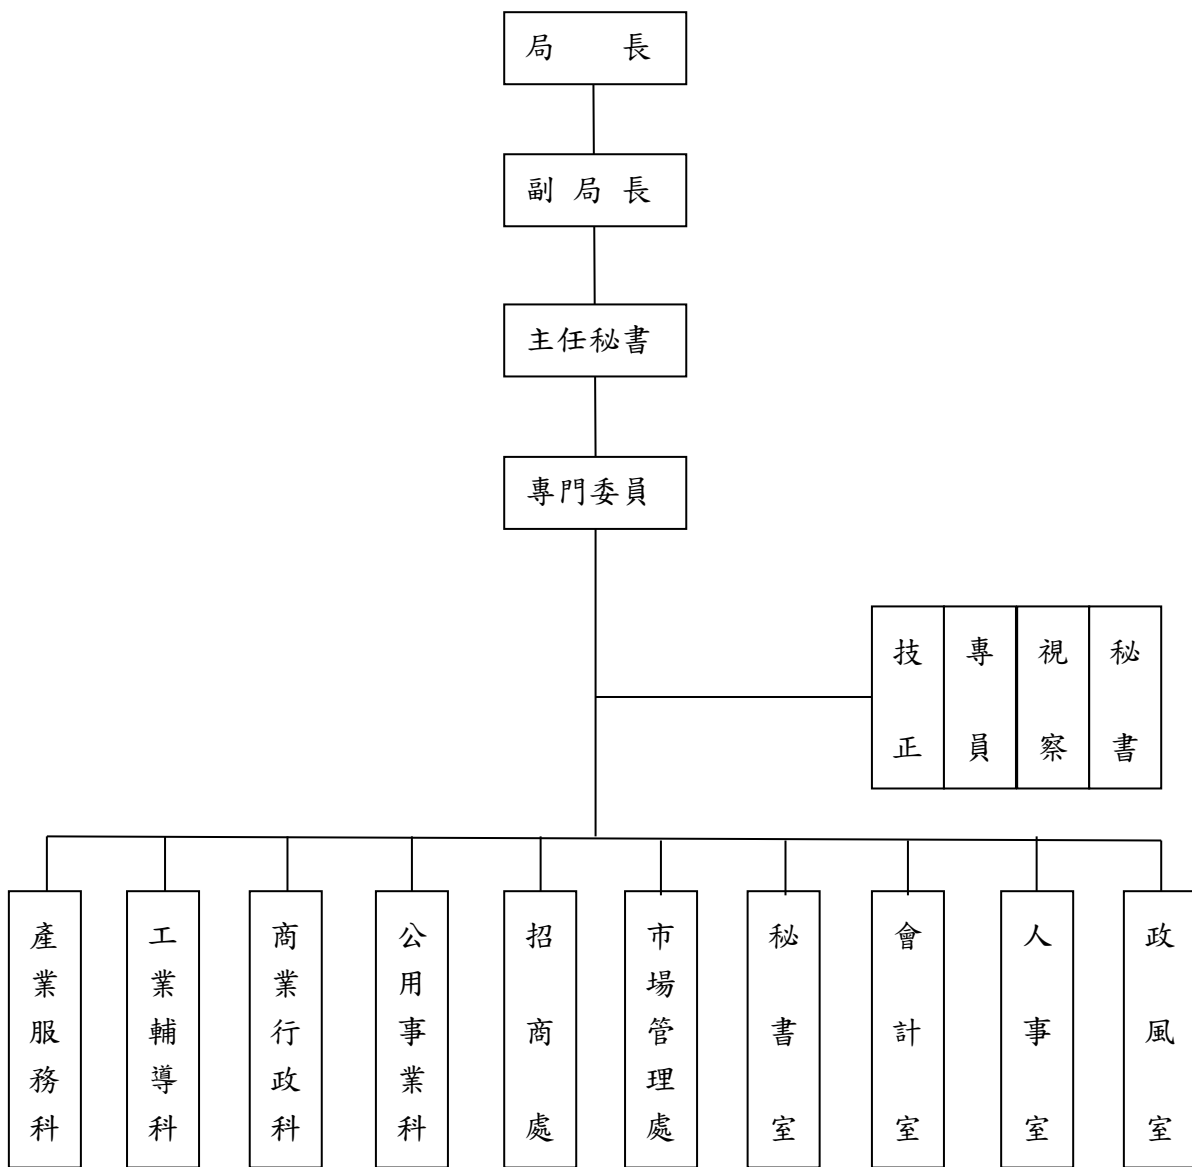 局 長
副 局 長
主任秘書
專門委員
技正
專員
視察
秘書
產業服務科
工業輔導科
商業行政科
公用事業科
招商處
市場管理處
秘書室
會計室
人事室
政風室